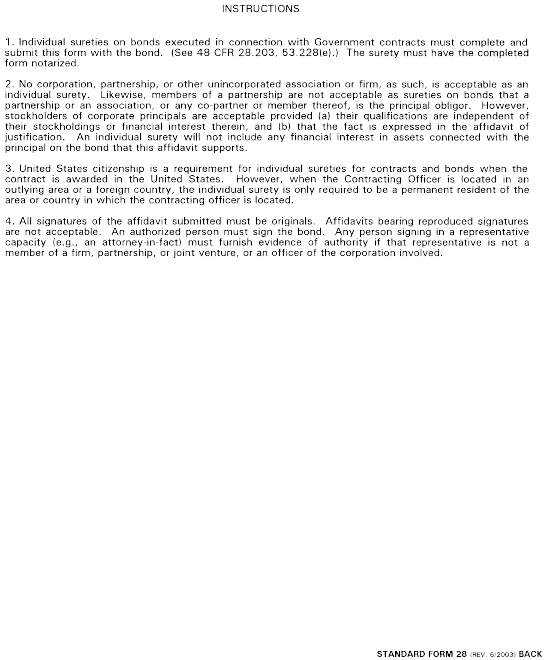 INSTRUCTIONS
1. Individual sureties on bonds executed in connection with Government contracts must complete and
submit this form with the bond. (See 48 CFR 28.203, 53.228(e).) The surety must have the completed
form notarized.
2. No corporation, partnership, or other unincorporated association or firm, as such, is acceptable as an
individual surety. Likewise, members of a partnership are not acceptable as sureties on bonds that a
partnership or an association, or any co-partner or member thereof, is the principal obligor. However,
stockholders of corporate principals are acceptable provided (a) their qualifications are independent of
their stockholdings or financial interest therein, and (b) that the fact is expressed in the affidavit of
justification. An individual surety will not include any financial interest in assets connected with the
principal on the bond that this affidavit supports.
3. United States citizenship is a requirement for individual sureties for contracts and bonds when the
contract is awarded in the United States. However, when the Contracting Officer is located in an
outlying area or a foreign country, the individual surety is only required to be a permanent resident of the
area or country in which the contracting officer is located.
4. All signatures of the affidavit submitted must be originals. Affidavits bearing reproduced signatures
are not acceptable. An authorized person must sign the bond. Any person signing in a representative
capacity (e.g., an attorney-in-fact) must furnish evidence of authority if that representative is not a
member of a firm, partnership, or joint venture, or an officer of the corporation involved.
STANDARD FORM 28 (REV. 6/2003) BACK